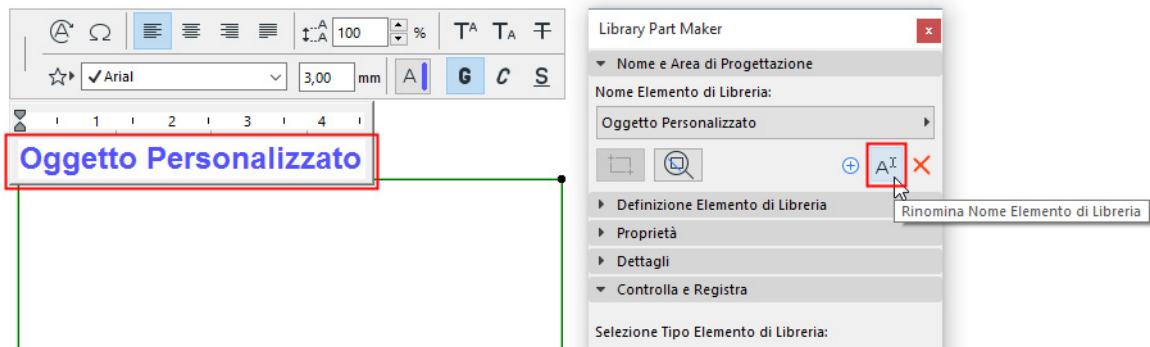 100 %
Arial
3,00 mm A G C S
1 2 3 4
Oggetto Personalizzato
Library Part Maker
Nome e Area di Progettazione
Nome Elemento di Libreria:
Oggetto Personalizzato
Rinomina Nome Elemento di Libreria
Definizione Elemento di Libreria
Proprietà
Dettagli
Controlla e Registra
Selezione Tipo Elemento di Libreria: